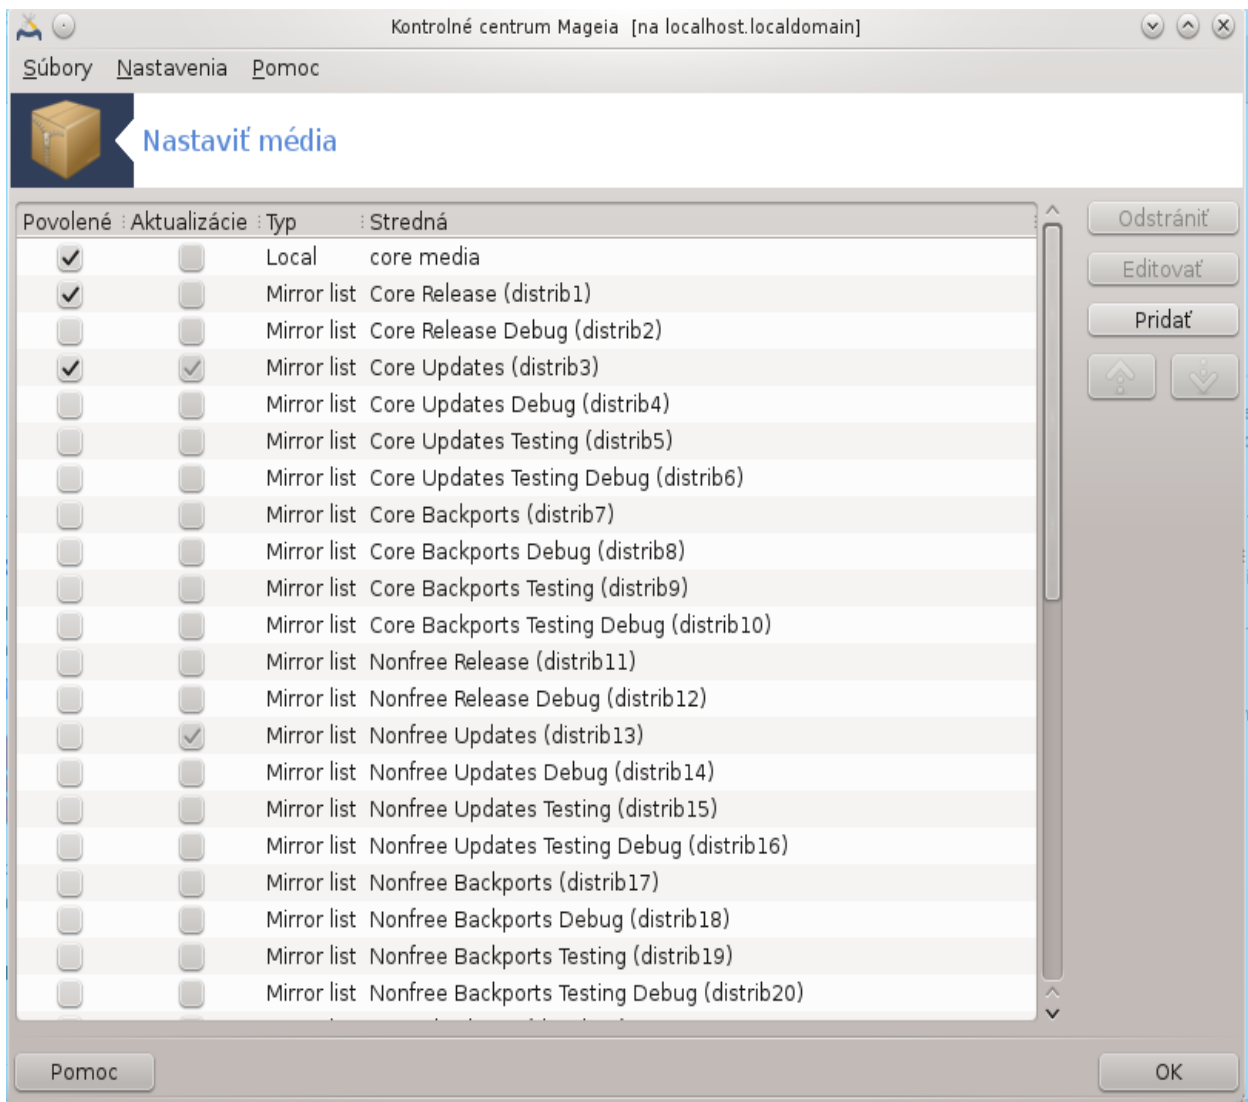 Kontrolné centrum Mageia  [na localhost.localdomain]
Súbory Nastavenia Pomoc
Nastaviť média
Povolené Aktualizácie Typ Stredná
Local core media
Mirror list Core Release (distrib1)
Mirror list Core Release Debug (distrib2)
Mirror list Core Updates (distrib3)
Mirror list Core Updates Debug (distrib4)
Mirror list Core Updates Testing (distrib5)
Mirror list Core Updates Testing Debug (distrib6)
Mirror list Core Backports (distrib7)
Mirror list Core Backports Debug (distrib8)
Mirror list Core Backports Testing (distrib9)
Mirror list Core Backports Testing Debug (distrib10)
Mirror list Nonfree Release (distrib11)
Mirror list Nonfree Release Debug (distrib12)
Mirror list Nonfree Updates (distrib13)
Mirror list Nonfree Updates Debug (distrib14)
Mirror list Nonfree Updates Testing (distrib15)
Mirror list Nonfree Updates Testing Debug (distrib16)
Mirror list Nonfree Backports (distrib17)
Mirror list Nonfree Backports Debug (distrib18)
Mirror list Nonfree Backports Testing (distrib19)
Mirror list Nonfree Backports Testing Debug (distrib20)
Odstrániť
Editovať
Pridať
Pomoc
OK